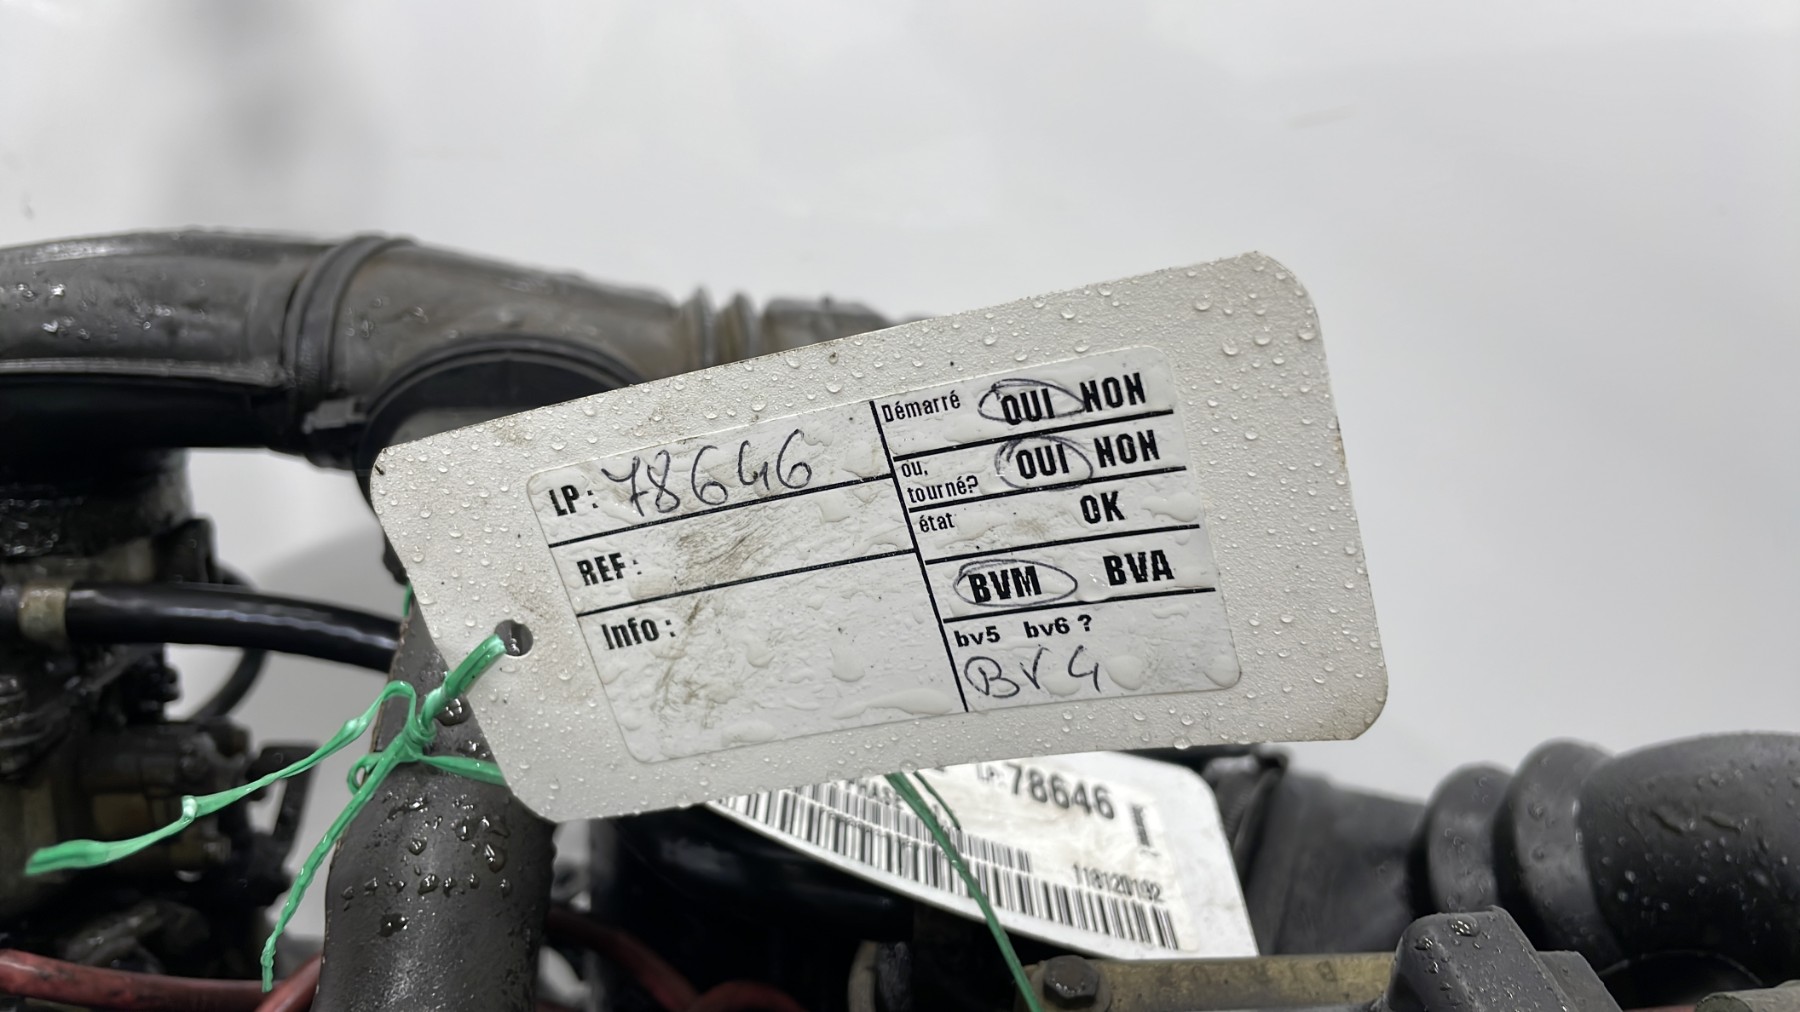 LP: 78646
REF:
Info:
Démarré OUI NON
ou,
tourné? OUI NON
état OK
BVM BVA
bv5 bv6 ?
BV4
LP: 78646
118120192